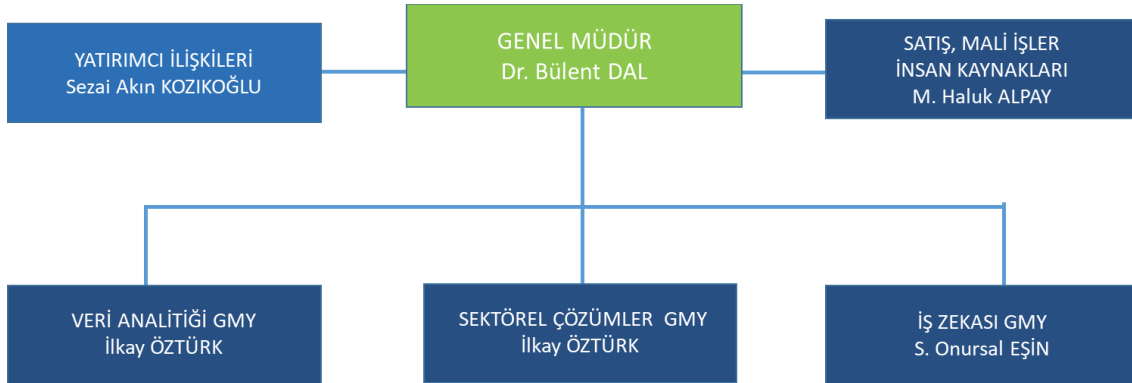 YATIRIMCI İLİŞKİLERİ
Sezai Akın KOZIKOĞLU
GENEL MÜDÜR
Dr. Bülent DAL
SATIŞ, MALİ İŞLER
İNSAN KAYNAKLARI
M. Haluk ALPAY
VERİ ANALİTİĞİ GMY
İlkay ÖZTÜRK
SEKTÖREL ÇÖZÜMLER GMY
İlkay ÖZTÜRK
İŞ ZEKASI GMY
S. Onursal EŞİN